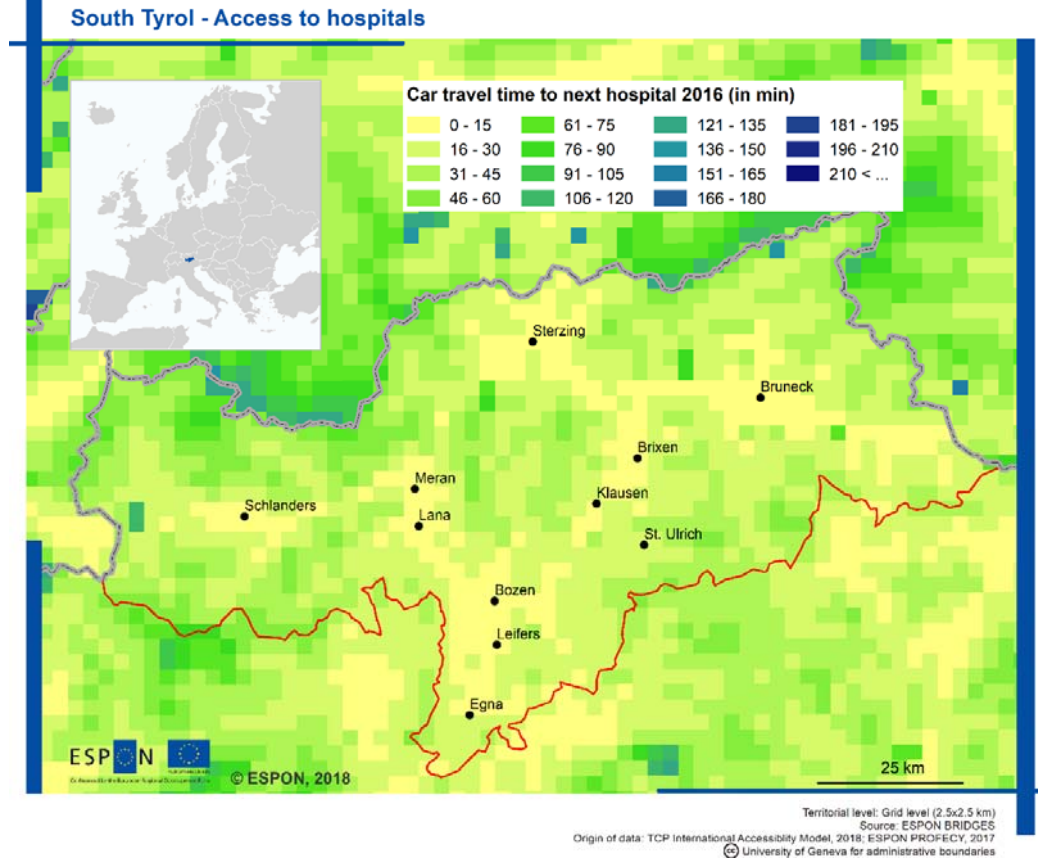 South Tyrol - Access to hospitals
Car travel time to next hospital 2016 (in min)
0 - 15
61 - 75
121 - 135
181 - 195
16 - 30
76 - 90
136 - 150
196 - 210
31 - 45
91 - 105
151 - 165
210 < ...
46 - 60
106 - 120
166 - 180
Sterzing
Bruneck
Brixen
Meran
Klausen
Schlanders
Lana
St. Ulrich
Bozen
Leifers
Egna
ESPON
© ESPON, 2018
25 km
Territorial level: Grid level (2.5x2.5 km)
Source: ESPON BRIDGES
Origin of data: TCP International Accessiblity Model, 2018; ESPON PROFECY, 2017
cc University of Geneva for administrative boundaries